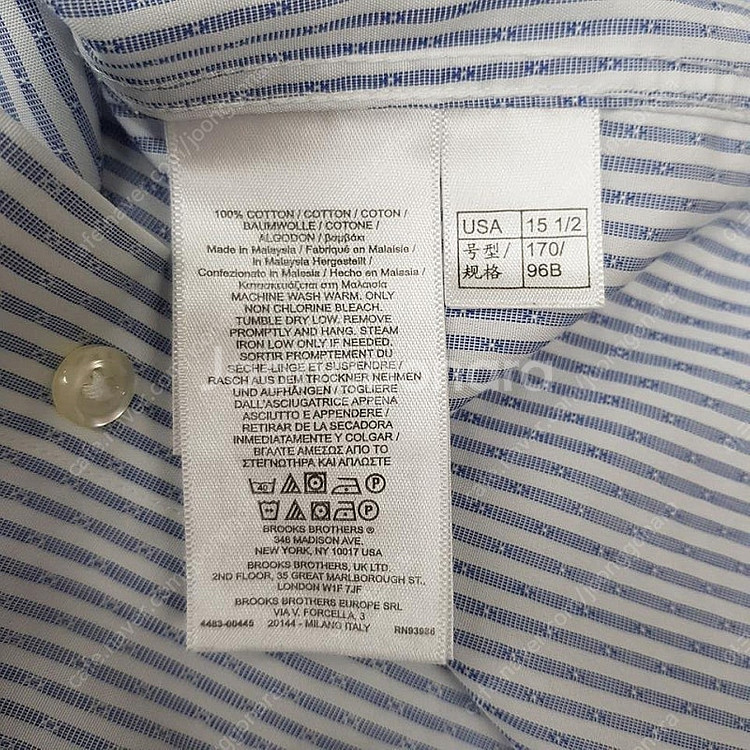 100% COTTON / COTTON / COTON /
BAUMWOLLE / COTONE /
ALGODON / βαμβάκι
Made in Malaysia / Fabriqué en Malaisie /
In Malaysia Hergestellt /
Confezionato in Malesia / Hecho en Malasia /
Κατασκευάζεται στη Μαλασία
MACHINE WASH WARM. ONLY
NON CHLORINE BLEACH.
TUMBLE DRY LOW. REMOVE
PROMPTLY AND HANG. STEAM
IRON LOW ONLY IF NEEDED.
SORTIR PROMPTEMENT DU
SÈCHE-LINGE ET SUSPENDRE /
RASCH AUS DEM TROCKNER NEHMEN
UND AUFHÄNGEN / TOGLIERE
DALL'ASCIUGATRICE APPENA
ASCIUTTO E APPENDERE /
RETIRAR DE LA SECADORA
INMEDIATAMENTE Y COLGAR /
ΒΓΑΛΤΕ ΑΜΕΣΩΣ ΑΠΟ ΤΟ
ΣΤΕΓΝΩΤΗΡΑ ΚΑΙ ΑΠΛΩΣΤΕ
40 P
P
BROOKS BROTHERS ®
346 MADISON AVE.
NEW YORK, NY 10017 USA
BROOKS BROTHERS, UK LTD.
2ND FLOOR, 35 GREAT MARLBOROUGH ST.,
LONDON W1F 7JF
BROOKS BROTHERS EUROPE SRL
VIA V. FORCELLA, 3
4483-00445 20144 - MILANO ITALY RN93986
USA 15 1/2
号型/ 170/
规格 96B